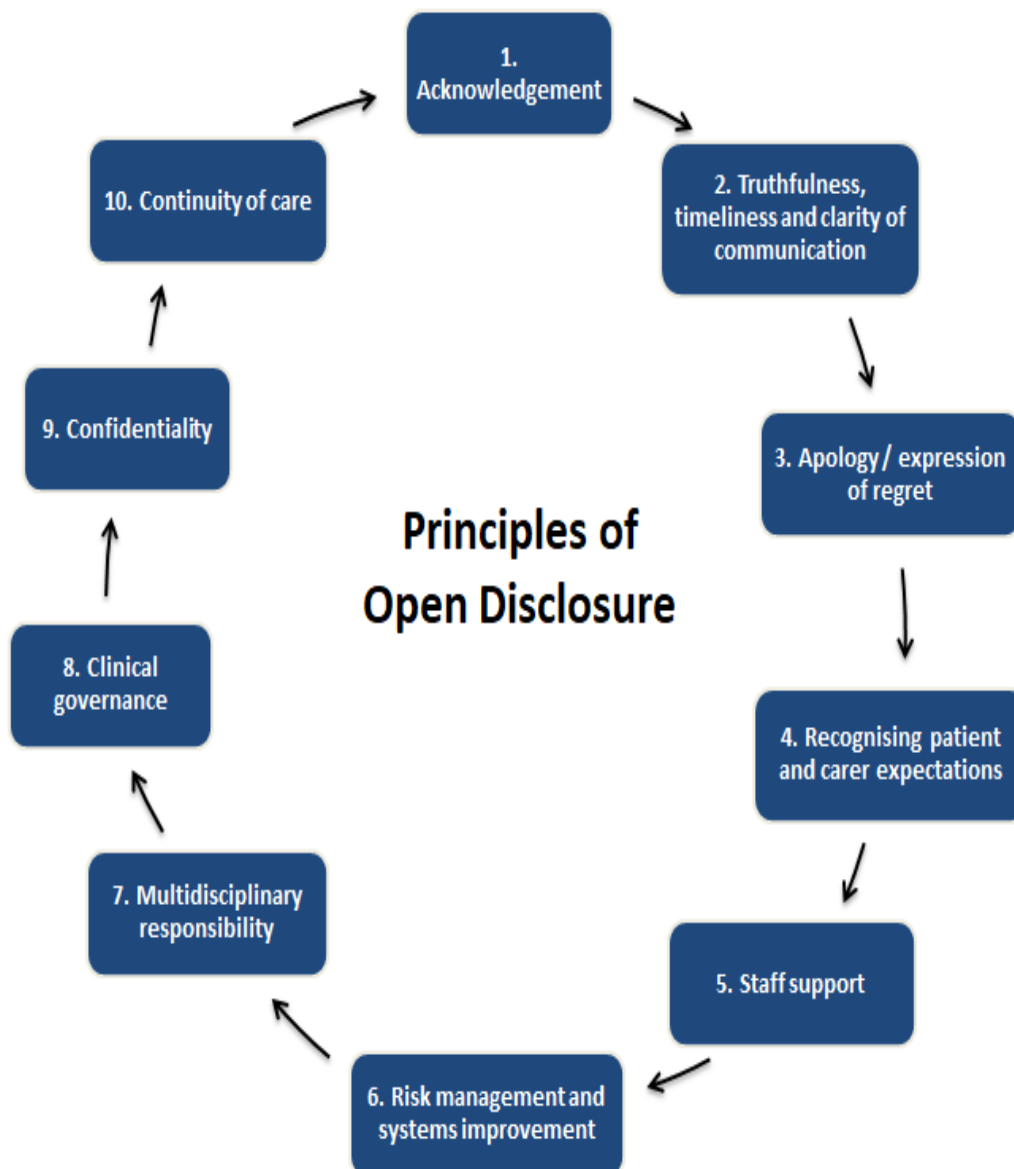 1.
Acknowledgement
2. Truthfulness,
timeliness and clarity of
communication
3. Apology / expression
of regret
4. Recognising patient
and carer expectations
5. Staff support
6. Risk management and
systems improvement
7. Multidisciplinary
responsibility
8. Clinical
governance
9. Confidentiality
10. Continuity of care
Principles of
Open Disclosure